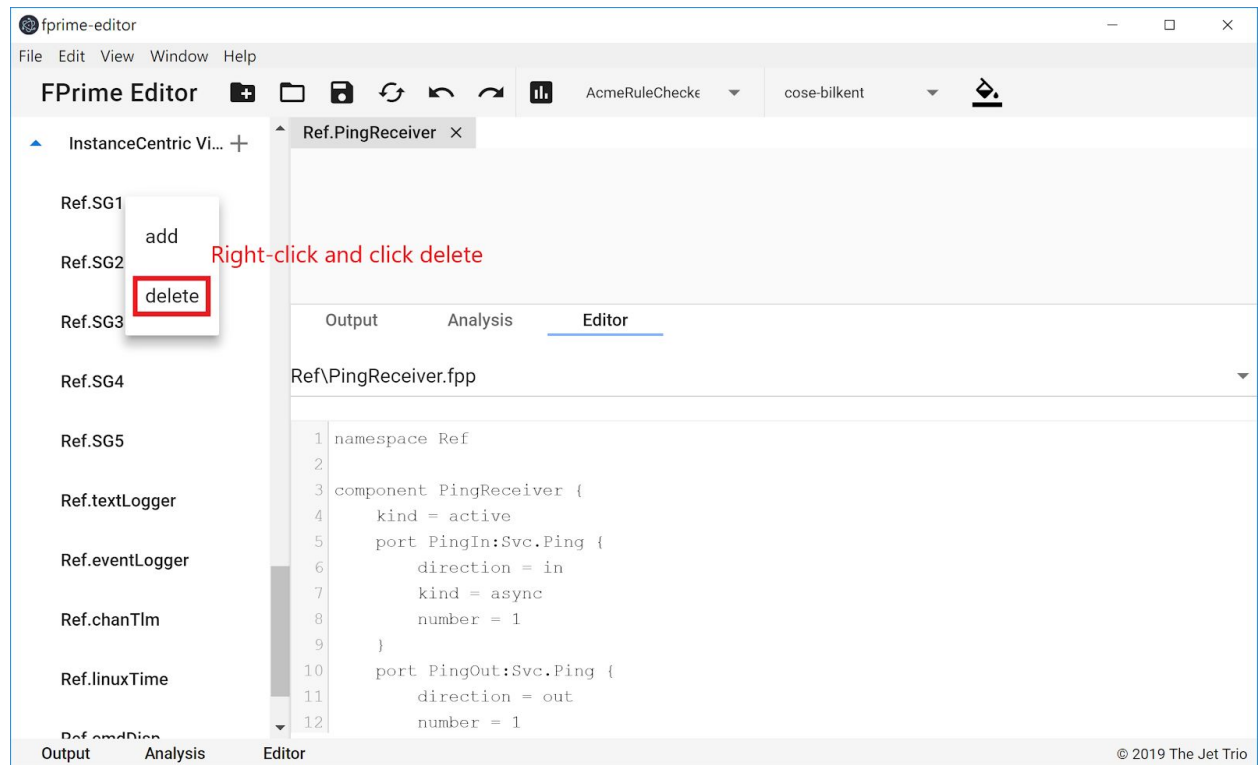 fprime-editor
File Edit View Window Help
FPrime Editor AcmeRuleChecke cose-bilkent
InstanceCentric Vi...
Ref.SG1
add
Ref.SG2
delete
Ref.SG3
Ref.SG4
Ref.SG5
Ref.textLogger
Ref.eventLogger
Ref.chanTlm
Ref.linuxTime
Ref.cmdDisp
Right-click and click delete
Ref.PingReceiver ×
Output Analysis Editor
Ref\PingReceiver.fpp
1 namespace Ref
2
3 component PingReceiver {
4 kind = active
5 port PingIn:Svc.Ping {
6 direction = in
7 kind = async
8 number = 1
9 }
10 port PingOut:Svc.Ping {
11 direction = out
12 number = 1
Output Analysis Editor © 2019 The Jet Trio